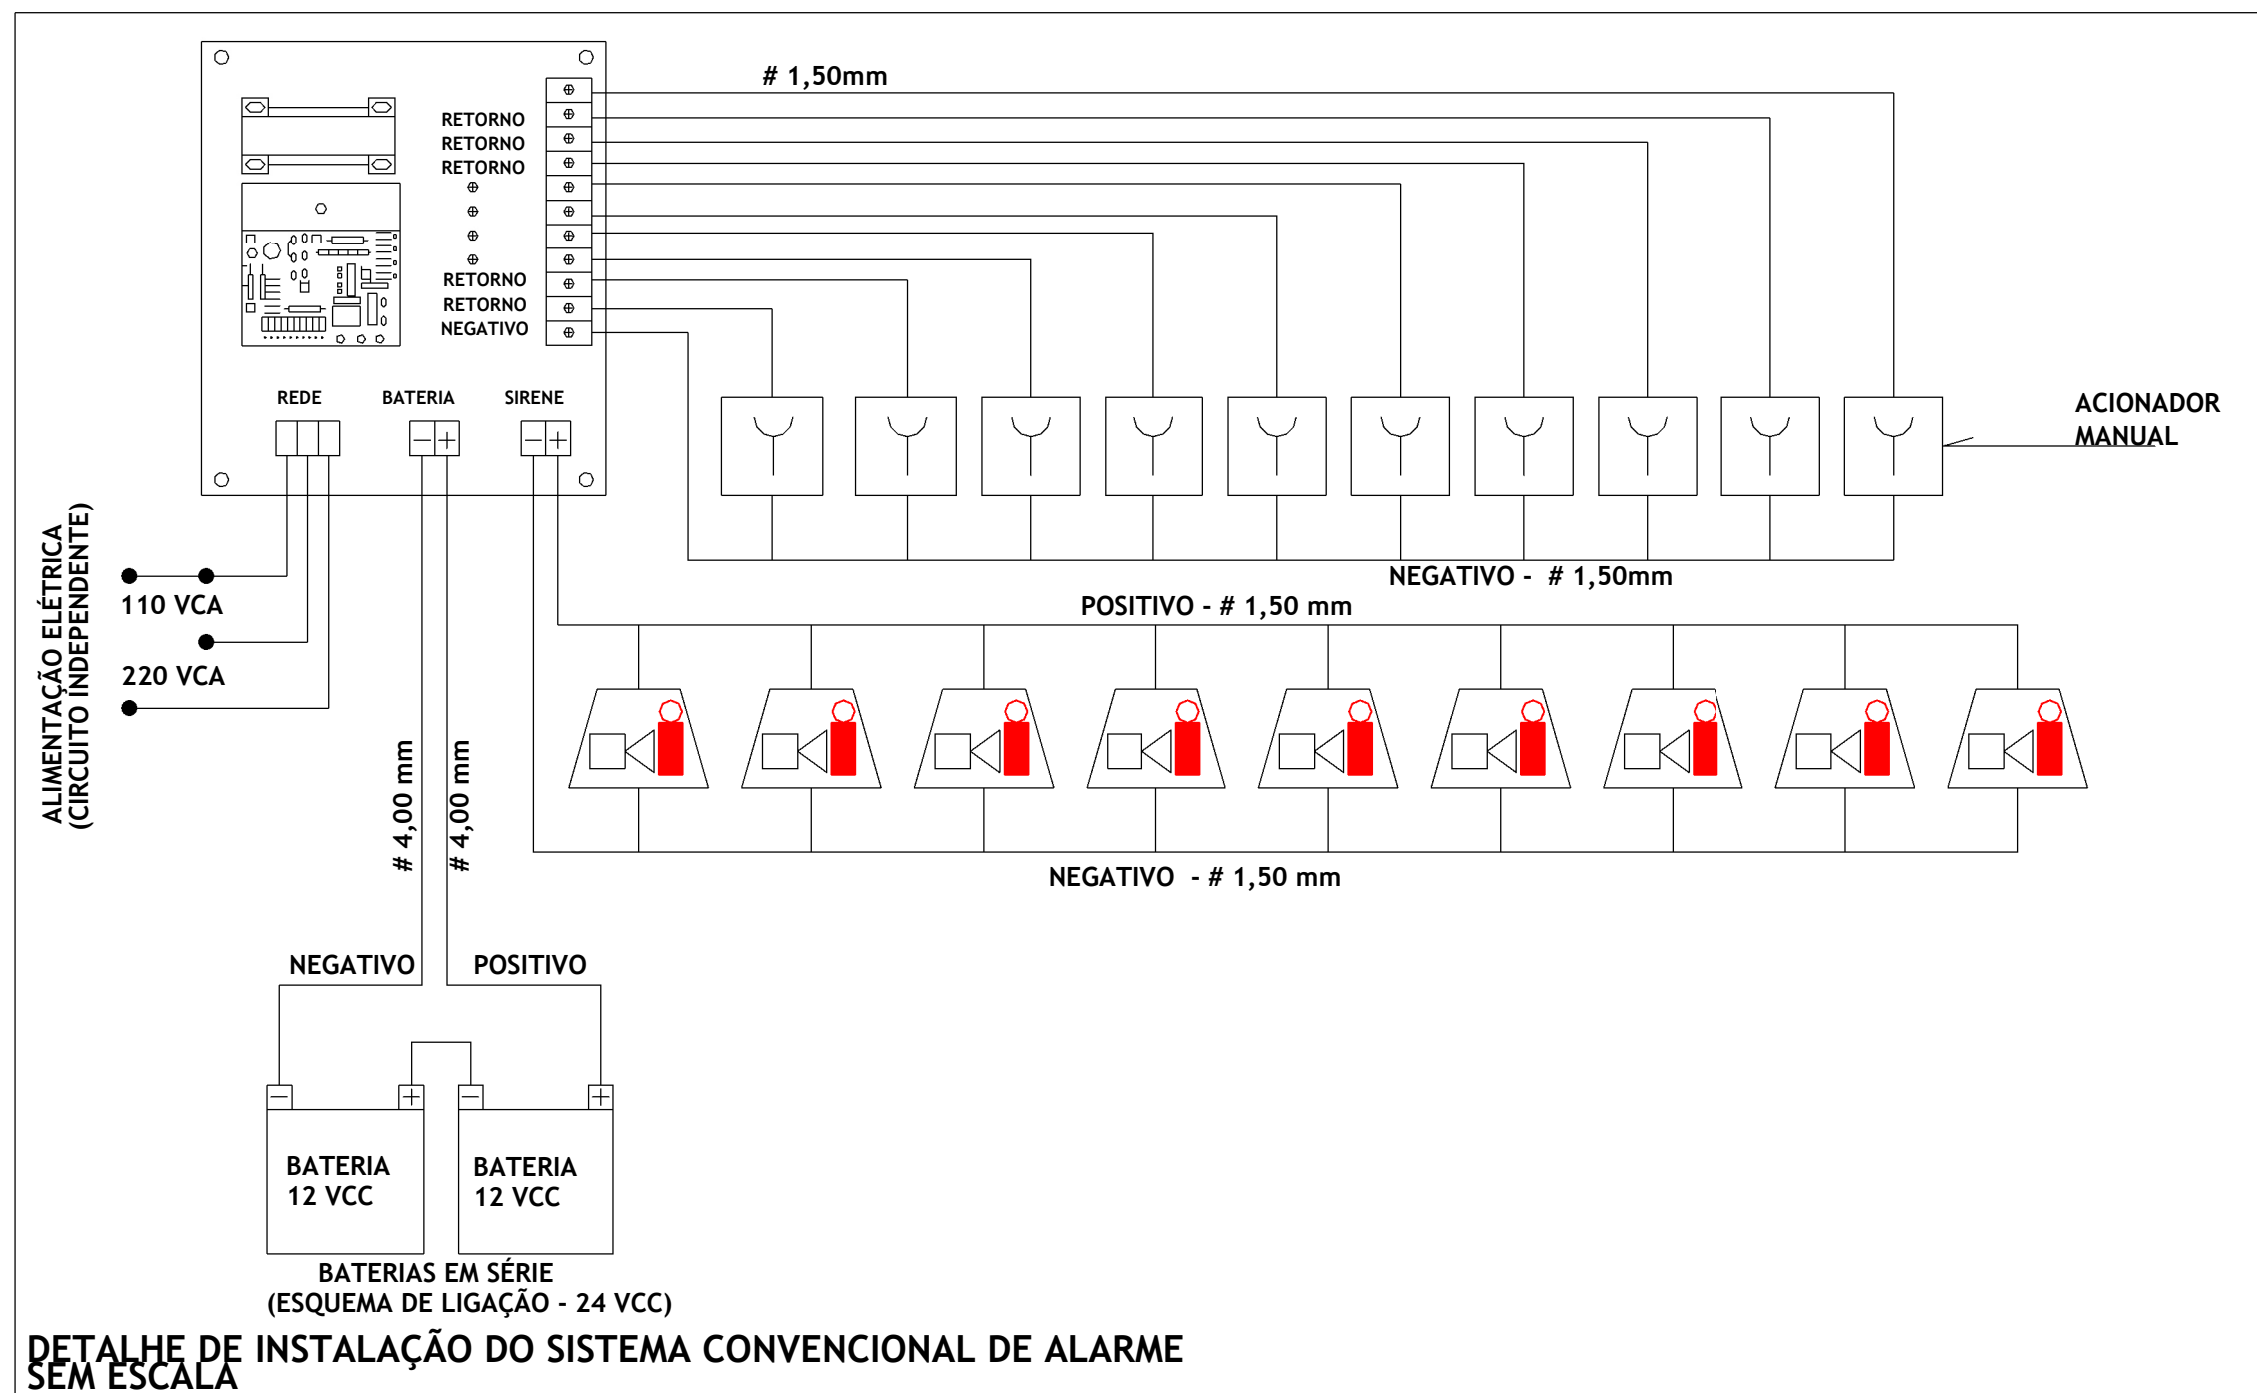 # 1,50mm
RETORNO
RETORNO
RETORNO
RETORNO
RETORNO
NEGATIVO
REDE
BATERIA
SIRENE
ACIONADOR
MANUAL
ALIMENTAÇÃO ELÉTRICA
(CIRCUITO INDEPENDENTE)
110 VCA
220 VCA
NEGATIVO - # 1,50mm
POSITIVO - # 1,50 mm
# 4,00 mm
# 4,00 mm
NEGATIVO - # 1,50 mm
NEGATIVO
POSITIVO
BATERIA
12 VCC
BATERIA
12 VCC
BATERIAS EM SÉRIE
(ESQUEMA DE LIGAÇÃO - 24 VCC)
DETALHE DE INSTALAÇÃO DO SISTEMA CONVENCIONAL DE ALARME
SEM ESCALA